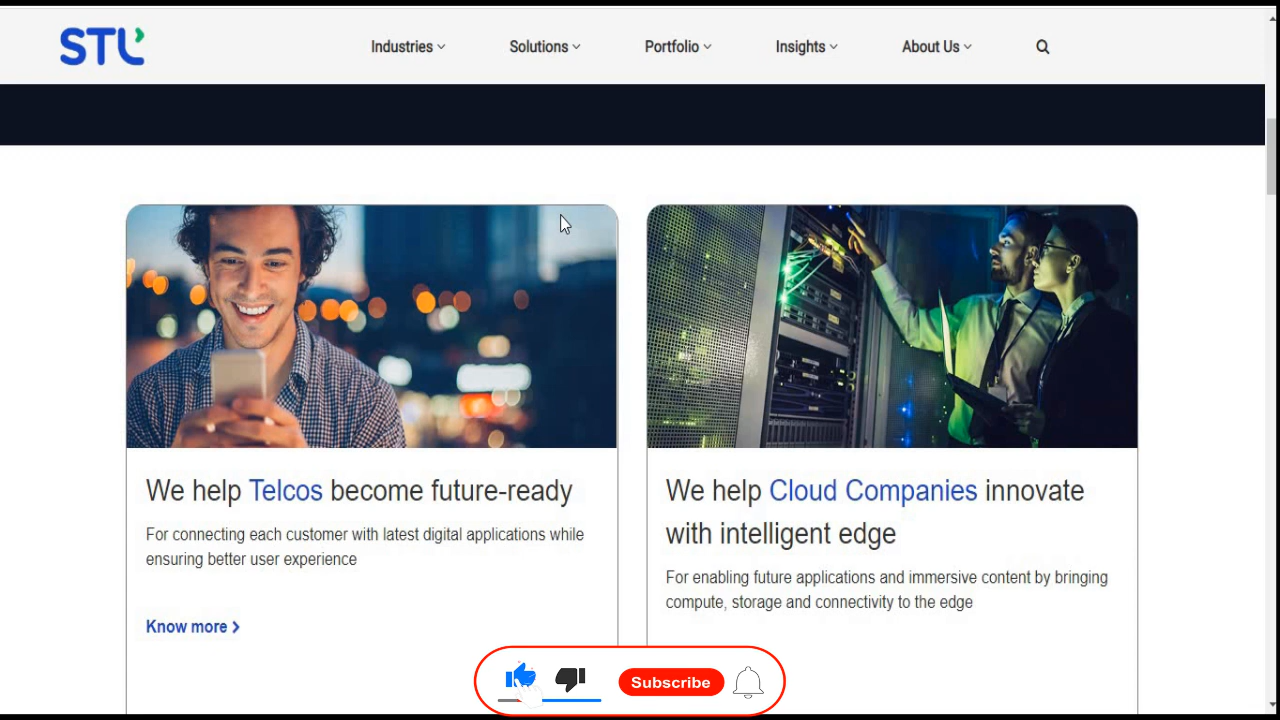 STL
Industries
Solutions
Portfolio
Insights
About Us
We help Telcos become future-ready
For connecting each customer with latest digital applications while
ensuring better user experience
Know more
We help Cloud Companies innovate
with intelligent edge
For enabling future applications and immersive content by bringing
compute, storage and connectivity to the edge
Subscribe